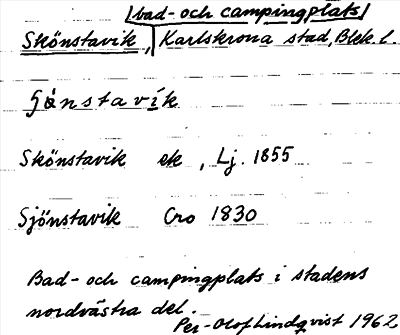 /bad- och campingplats/
Skönstavik, Karlskrona stad, Blek. l.
Skönstavik ek, Lj. 1855
Sjönstavik Cro 1830
Bad- och campingplats i stadens
nordvästra del.
Per-Olof Lindqvist 1962